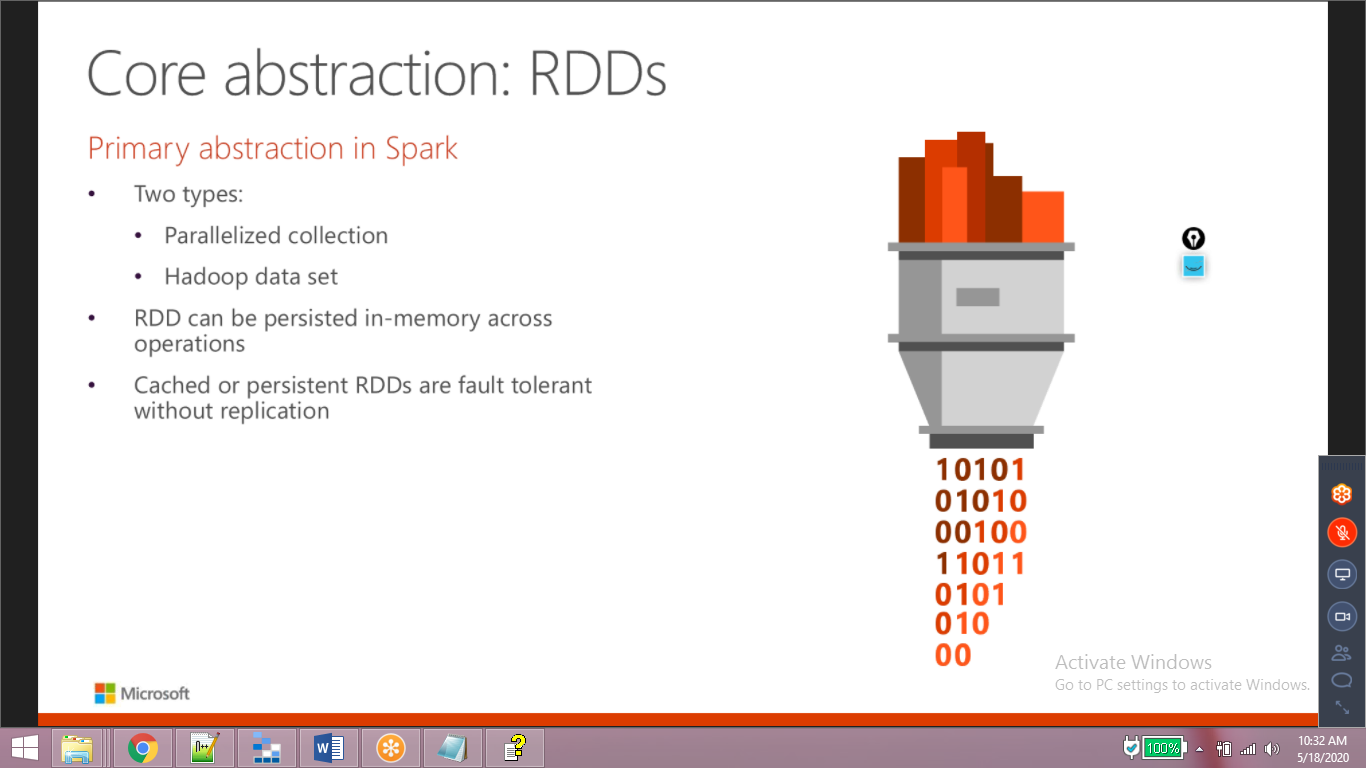 Core abstraction: RDDs
Primary abstraction in Spark
• Two types:
• Parallelized collection
• Hadoop data set
• RDD can be persisted in-memory across
operations
• Cached or persistent RDDs are fault tolerant
without replication
10101
01010
00100
11011
0101
010
00
Activate Windows
Go to PC settings to activate Windows.
Microsoft
n++
W
?
100%
10:32 AM
5/18/2020